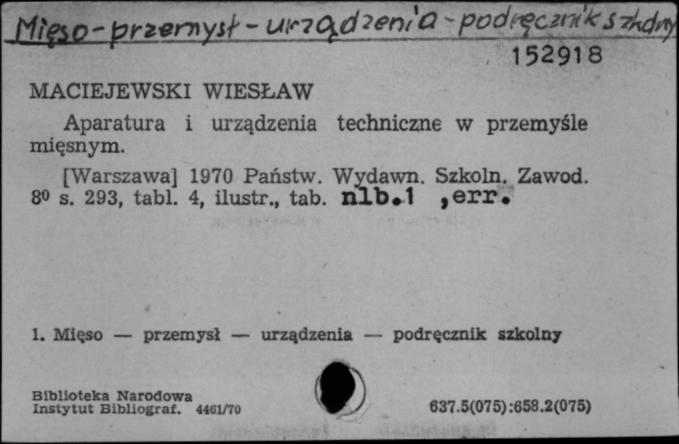 Mięso - przemysł - urządzenia - podręcznik szkolny
152918
MACIEJEWSKI WIESŁAW
Aparatura i urządzenia techniczne w przemyśle
mięsnym.
[Warszawa] 1970 Państw. Wydawn. Szkoln. Zawod.
8⁰ s. 293, tabl. 4, ilustr., tab. nlb.1 ,err.
1. Mięso — przemysł — urządzenia — podręcznik szkolny
Biblioteka Narodowa
Instytut Bibliograf. 4461/70
637.5(075):658.2(075)